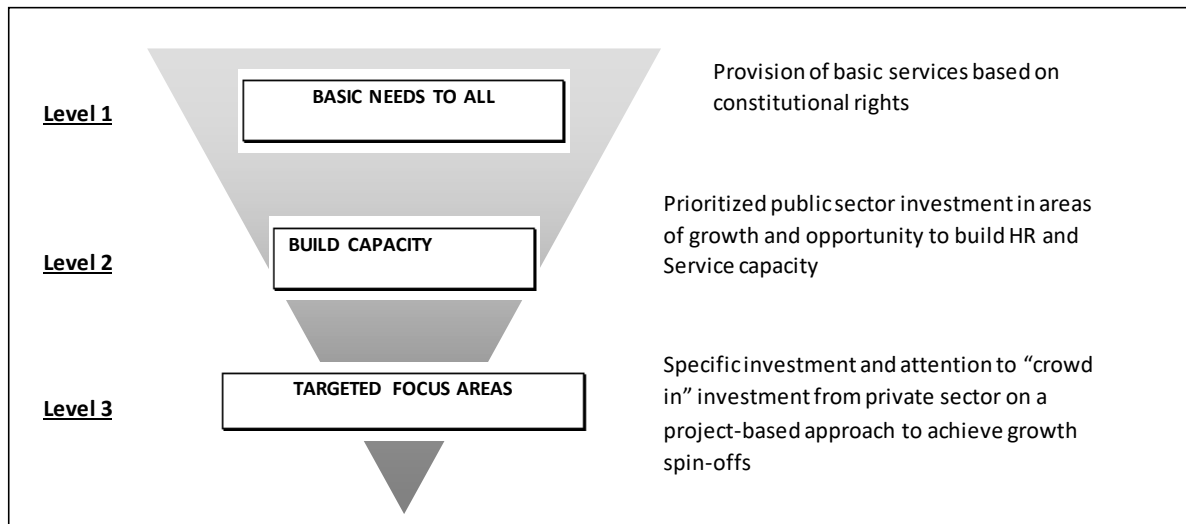 Level 1
BASIC NEEDS TO ALL
Provision of basic services based on
constitutional rights
Level 2
BUILD CAPACITY
Prioritized public sector investment in areas
of growth and opportunity to build HR and
Service capacity
Level 3
TARGETED FOCUS AREAS
Specific investment and attention to “crowd
in” investment from private sector on a
project-based approach to achieve growth
spin-offs